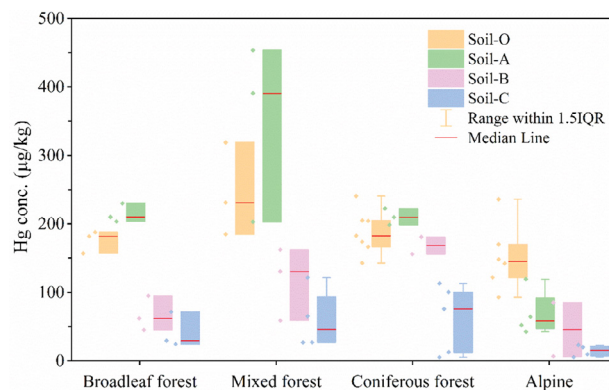 500
400
300
200
100
0
Hg conc. (μg/kg)
Soil-O
Soil-A
Soil-B
Soil-C
Range within 1.5IQR
Median Line
Broadleaf forest Mixed forest Coniferous forest Alpine